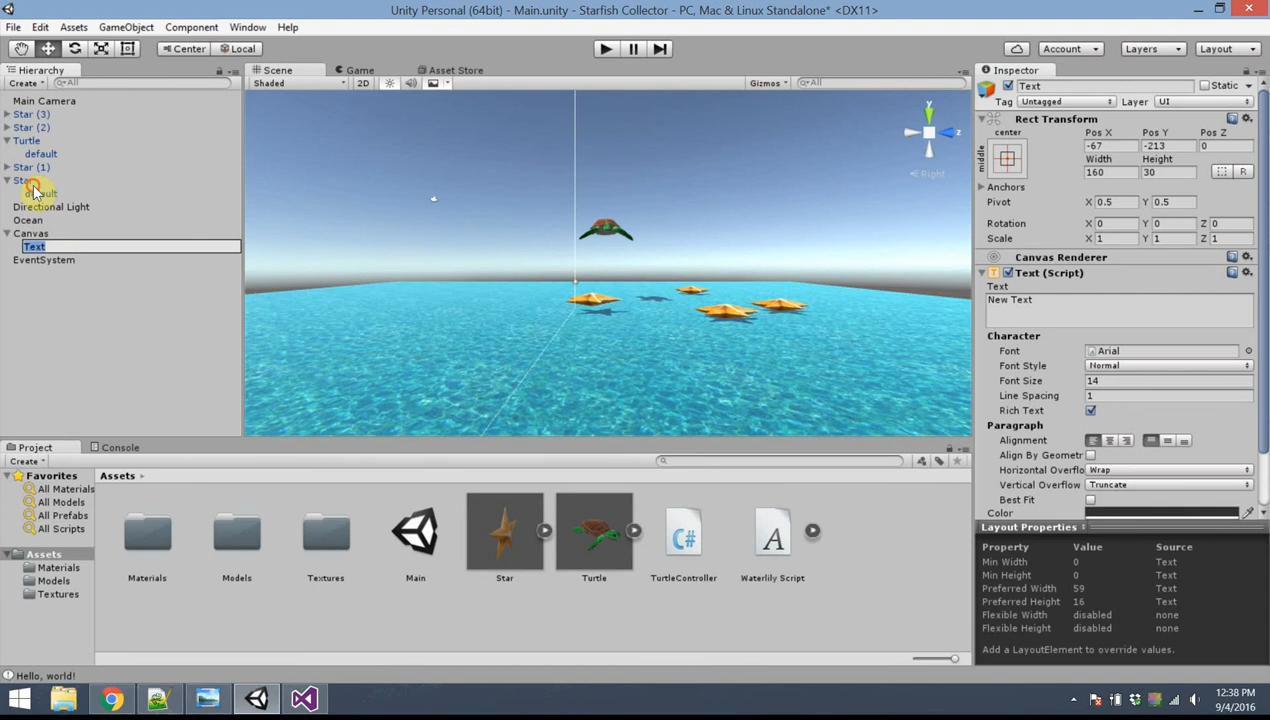 Unity Personal (64bit) - Main.unity - Starfish Collector - PC, Mac & Linux Standalone* <DX11>
File Edit Assets GameObject Component Window Help
Center Local Account Layers Layout
Hierarchy Scene Game Asset Store Inspector
Create All Shaded 2D Gizmos All
Text Static
Tag Untagged Layer UI
Main Camera
Star (3)
Star (2)
Turtle
default
Star (1)
Directional Light
Ocean
Canvas
Text
EventSystem
y
z
Right
Rect Transform
center Pos X Pos Y Pos Z
middle -67 -213 0
Width Height
160 30 R
Anchors
Pivot X 0.5 Y 0.5
Rotation X 0 Y 0 Z 0
Scale X 1 Y 1 Z 1
Canvas Renderer
Text (Script)
Text
New Text
Character
Font Arial
Font Style Normal
Font Size 14
Line Spacing 1
Rich Text
Paragraph
Alignment
Align By Geometr
Horizontal Overflo Wrap
Vertical Overflow Truncate
Best Fit
Color
Layout Properties
Property Value Source
Min Width 0 Text
Min Height 0 Text
Preferred Width 59 Text
Preferred Height 16 Text
Flexible Width disabled none
Flexible Height disabled none
Add a LayoutElement to override values.
Project Console
Create
Favorites
All Materials
All Models
All Prefabs
All Scripts
Assets
Materials
Models
Textures
Assets
C#
A
Materials Models Textures Main Star Turtle TurtleController Waterlily Script
Hello, world!
12:38 PM
9/4/2016